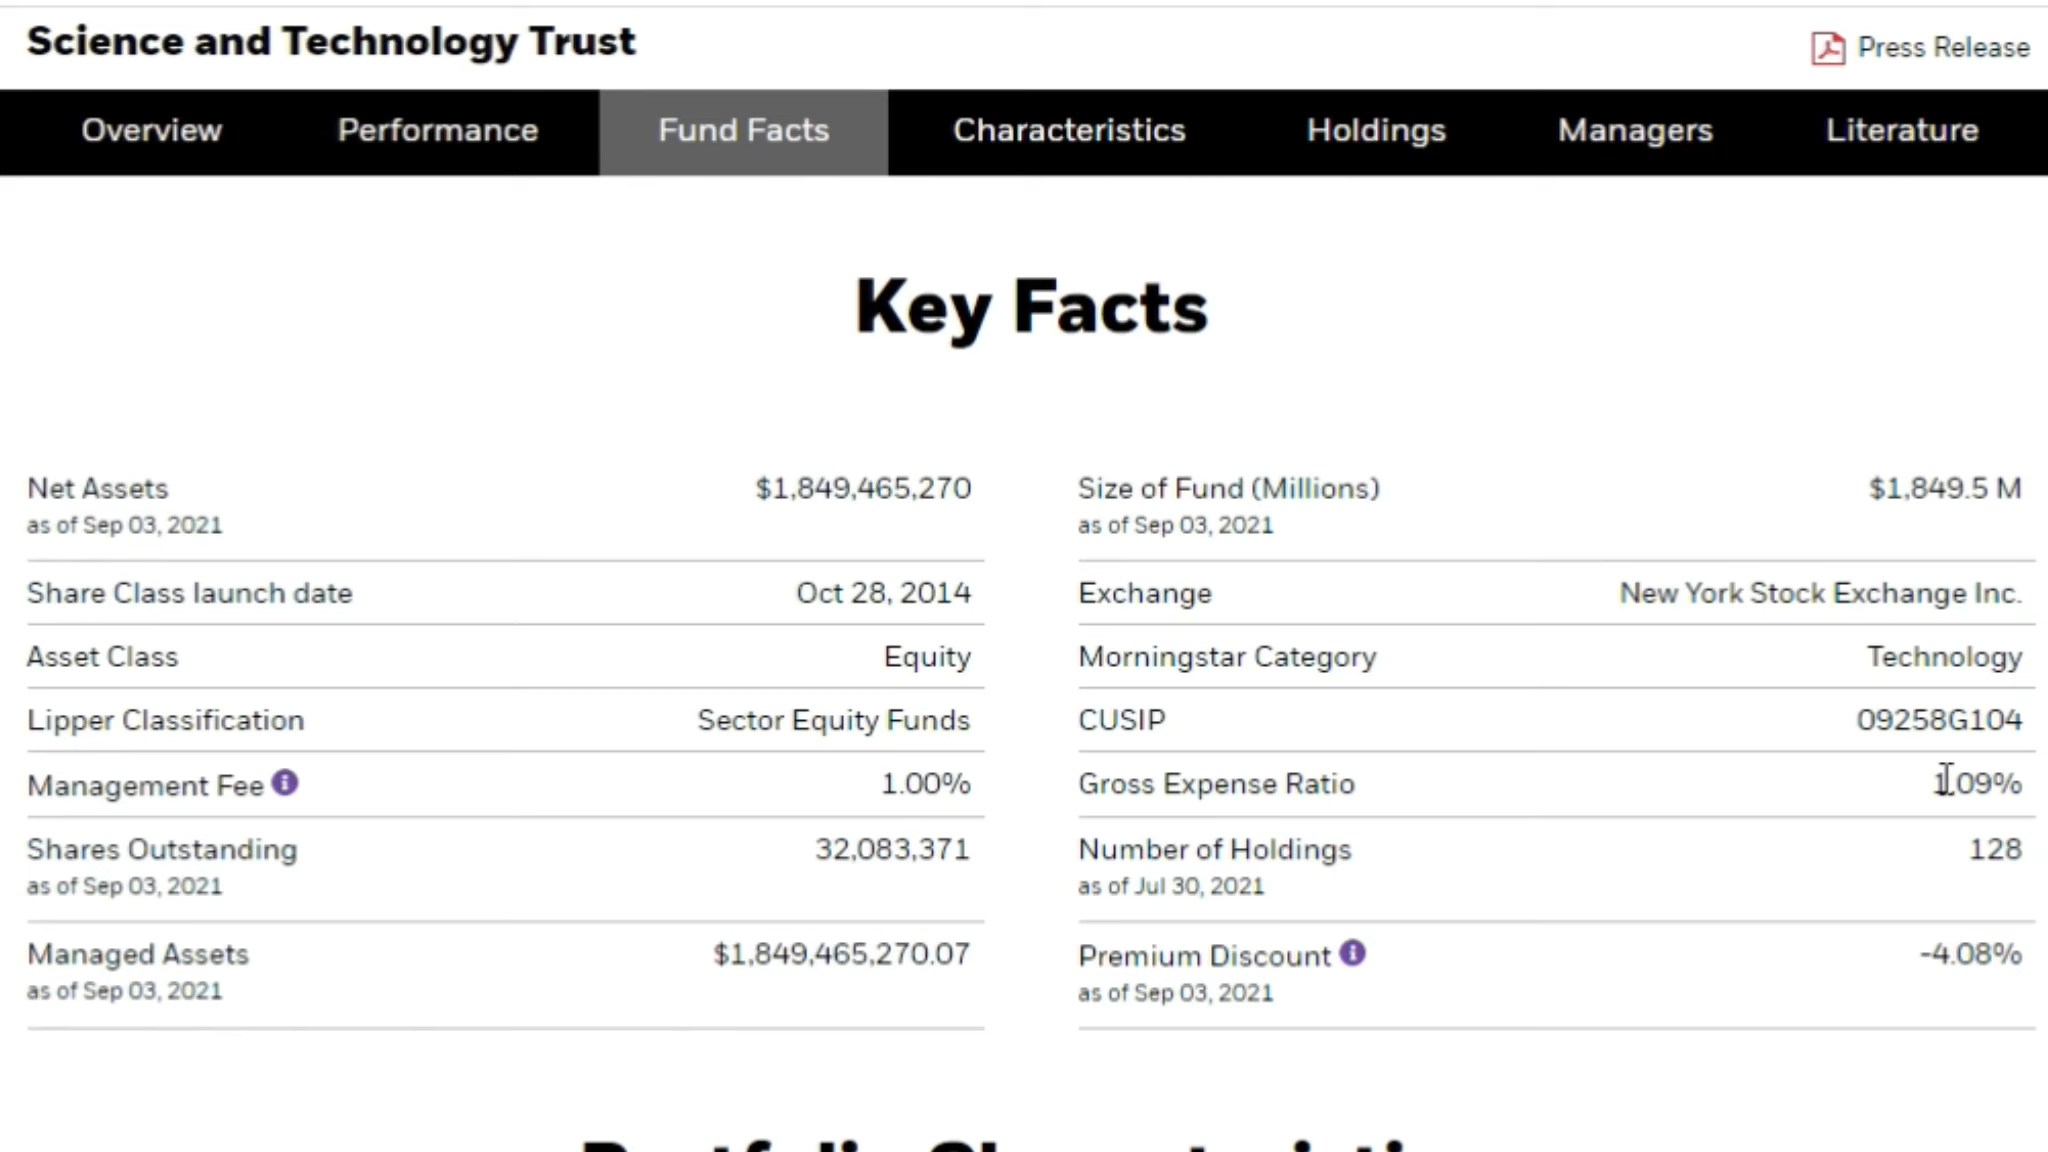 Science and Technology Trust
Press Release
Overview Performance Fund Facts Characteristics Holdings Managers Literature
Key Facts
Net Assets $1,849,465,270
as of Sep 03, 2021
Share Class launch date Oct 28, 2014
Asset Class Equity
Lipper Classification Sector Equity Funds
Management Fee 1.00%
Shares Outstanding 32,083,371
as of Sep 03, 2021
Managed Assets $1,849,465,270.07
as of Sep 03, 2021
Size of Fund (Millions) $1,849.5 M
as of Sep 03, 2021
Exchange New York Stock Exchange Inc.
Morningstar Category Technology
CUSIP 09258G104
Gross Expense Ratio 1.09%
Number of Holdings 128
as of Jul 30, 2021
Premium Discount -4.08%
as of Sep 03, 2021